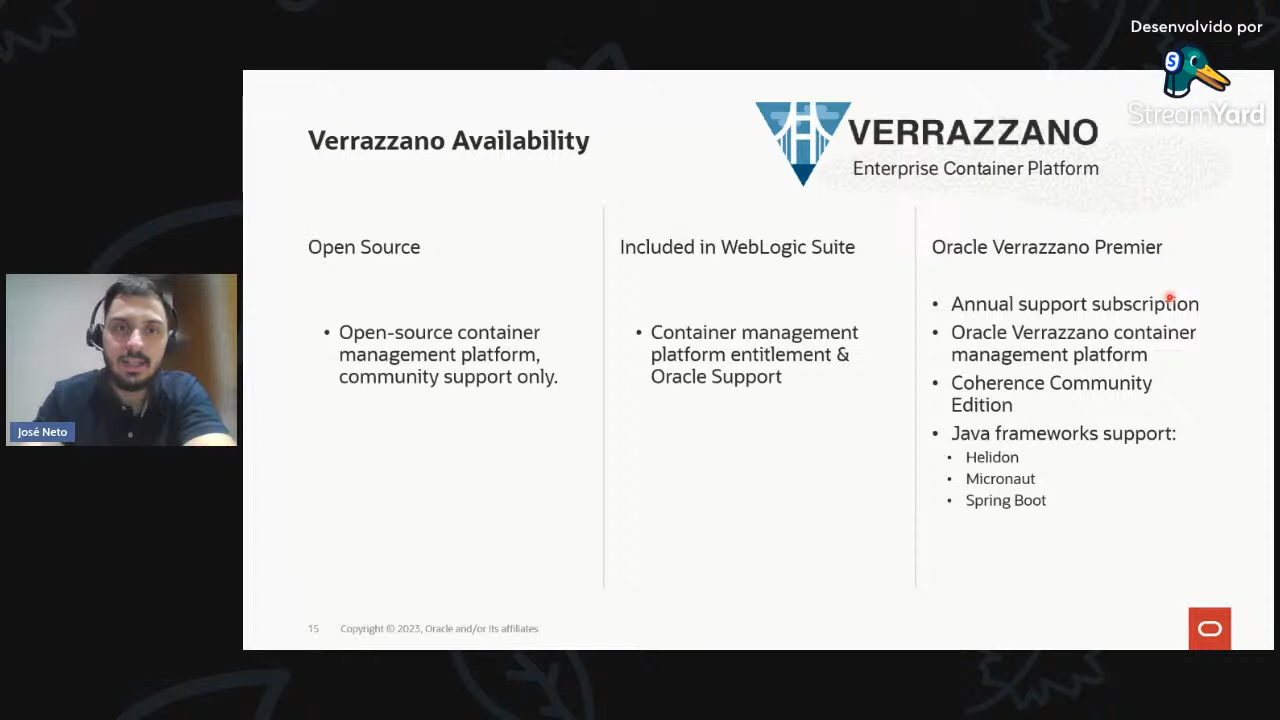 Desenvolvido por
StreamYard
Verrazzano Availability
VERRAZZANO
Enterprise Container Platform
Open Source
• Open-source container
management platform,
community support only.
Included in WebLogic Suite
• Container management
platform entitlement &
Oracle Support
Oracle Verrazzano Premier
• Annual support subscription
• Oracle Verrazzano container
management platform
• Coherence Community
Edition
• Java frameworks support:
• Helidon
• Micronaut
• Spring Boot
José Neto
15 Copyright © 2023, Oracle and/or its affiliates